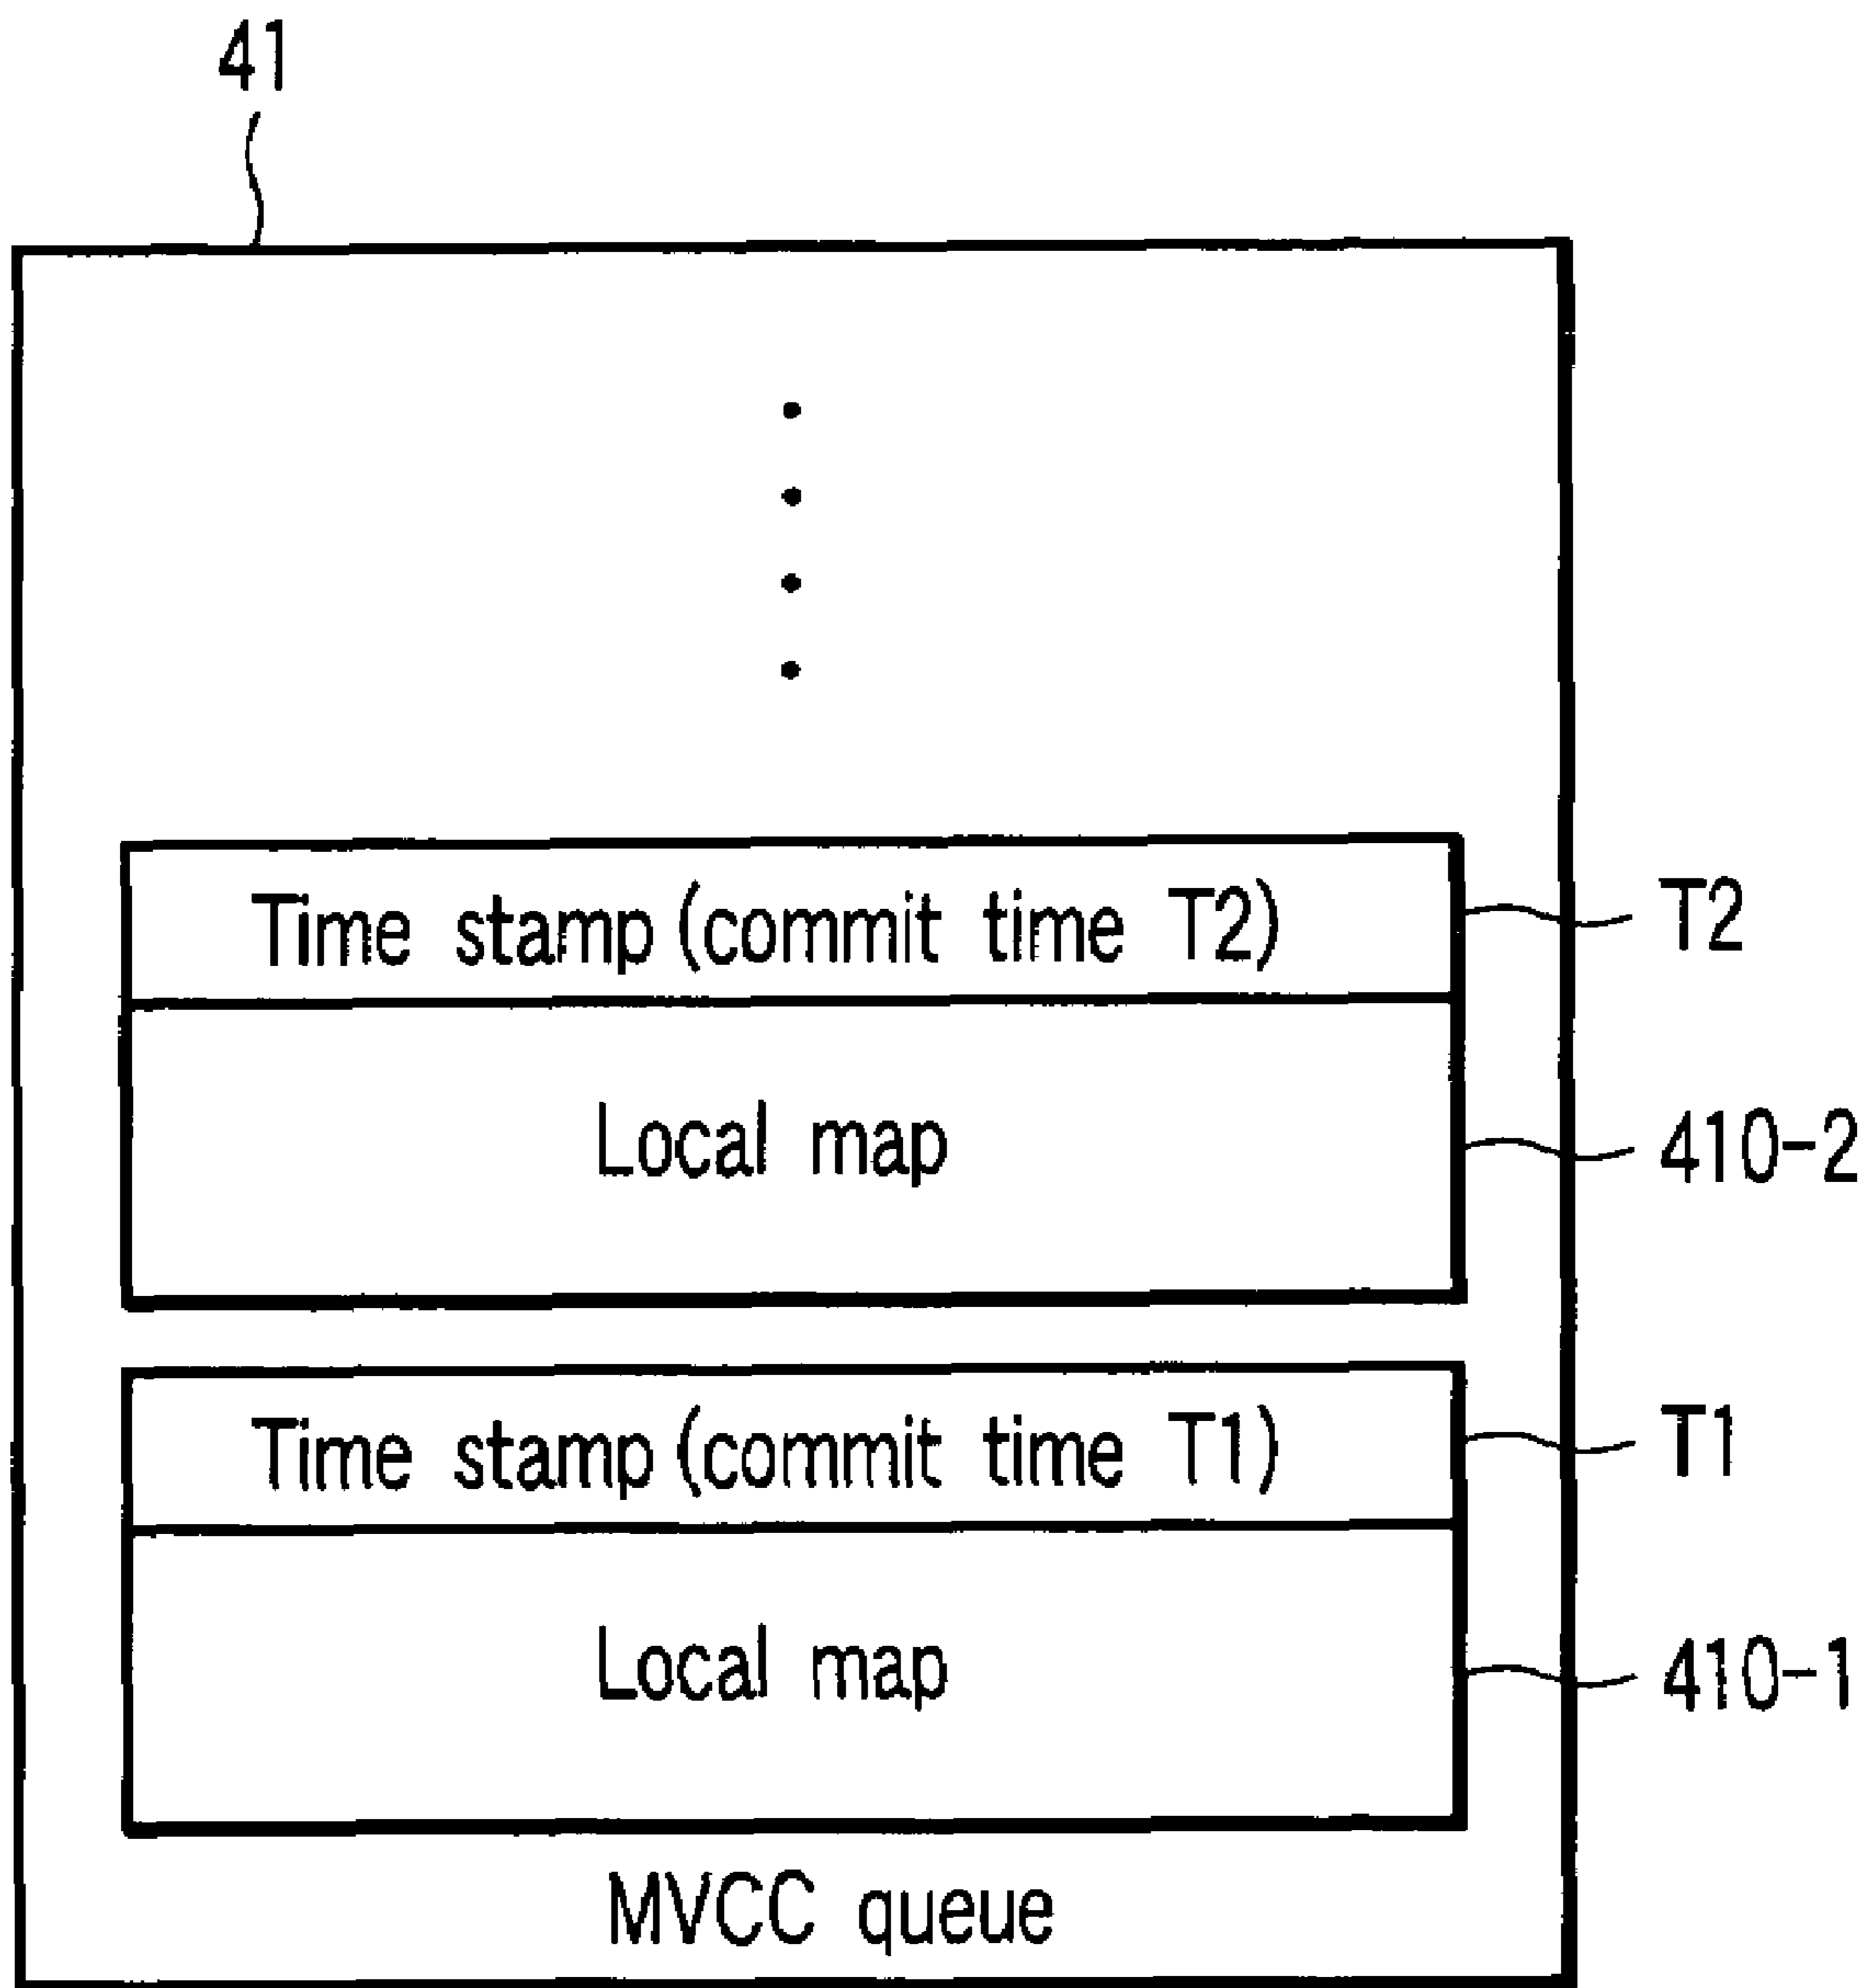 41
Time stamp (commit time T2)
T2
Local map
410-2
Time stamp (commit time T1)
T1
Local map
410-1
MVCC queue